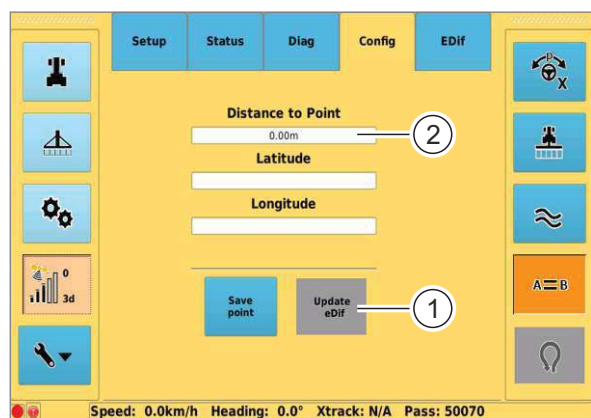 Setup Status Diag Config EDif
P
X
Distance to Point
0.00m
2
Latitude
Longitude
0
3d
A=B
Save
point
Update
eDif
1
Speed: 0.0km/h Heading: 0.0° Xtrack: N/A Pass: 50070